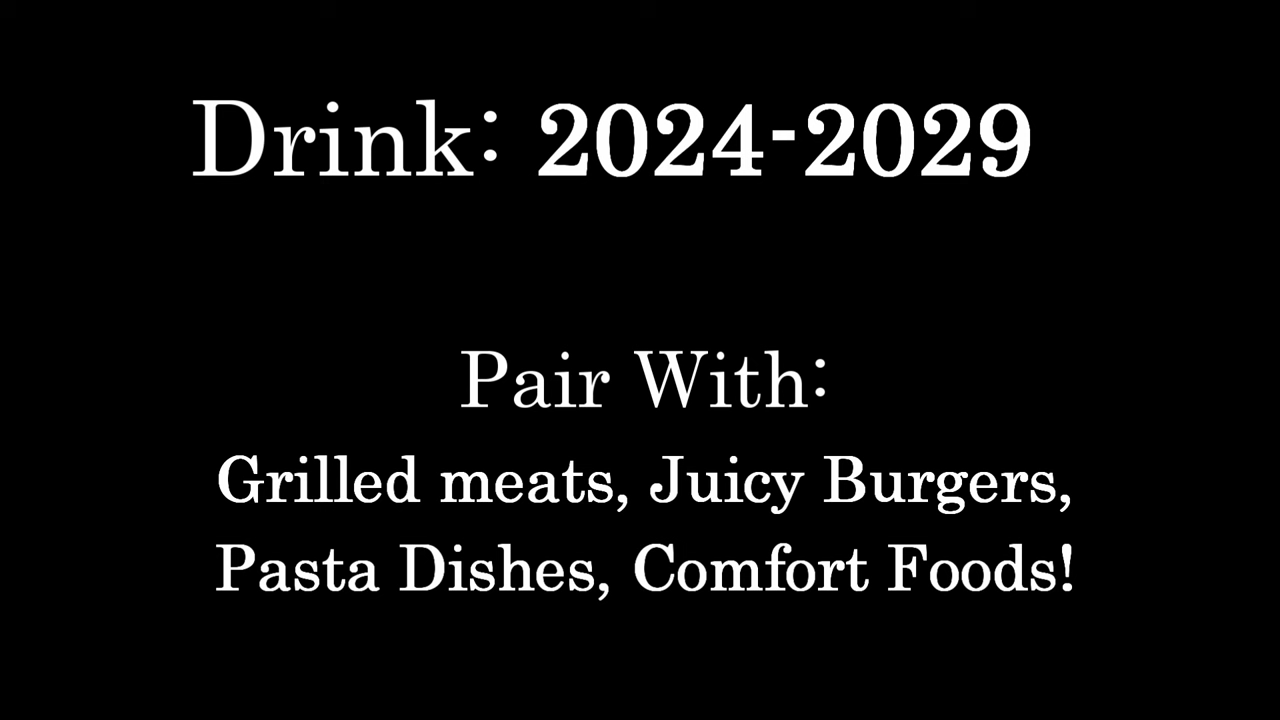 Drink: 2024-2029
Pair With:
Grilled meats, Juicy Burgers,
Pasta Dishes, Comfort Foods!